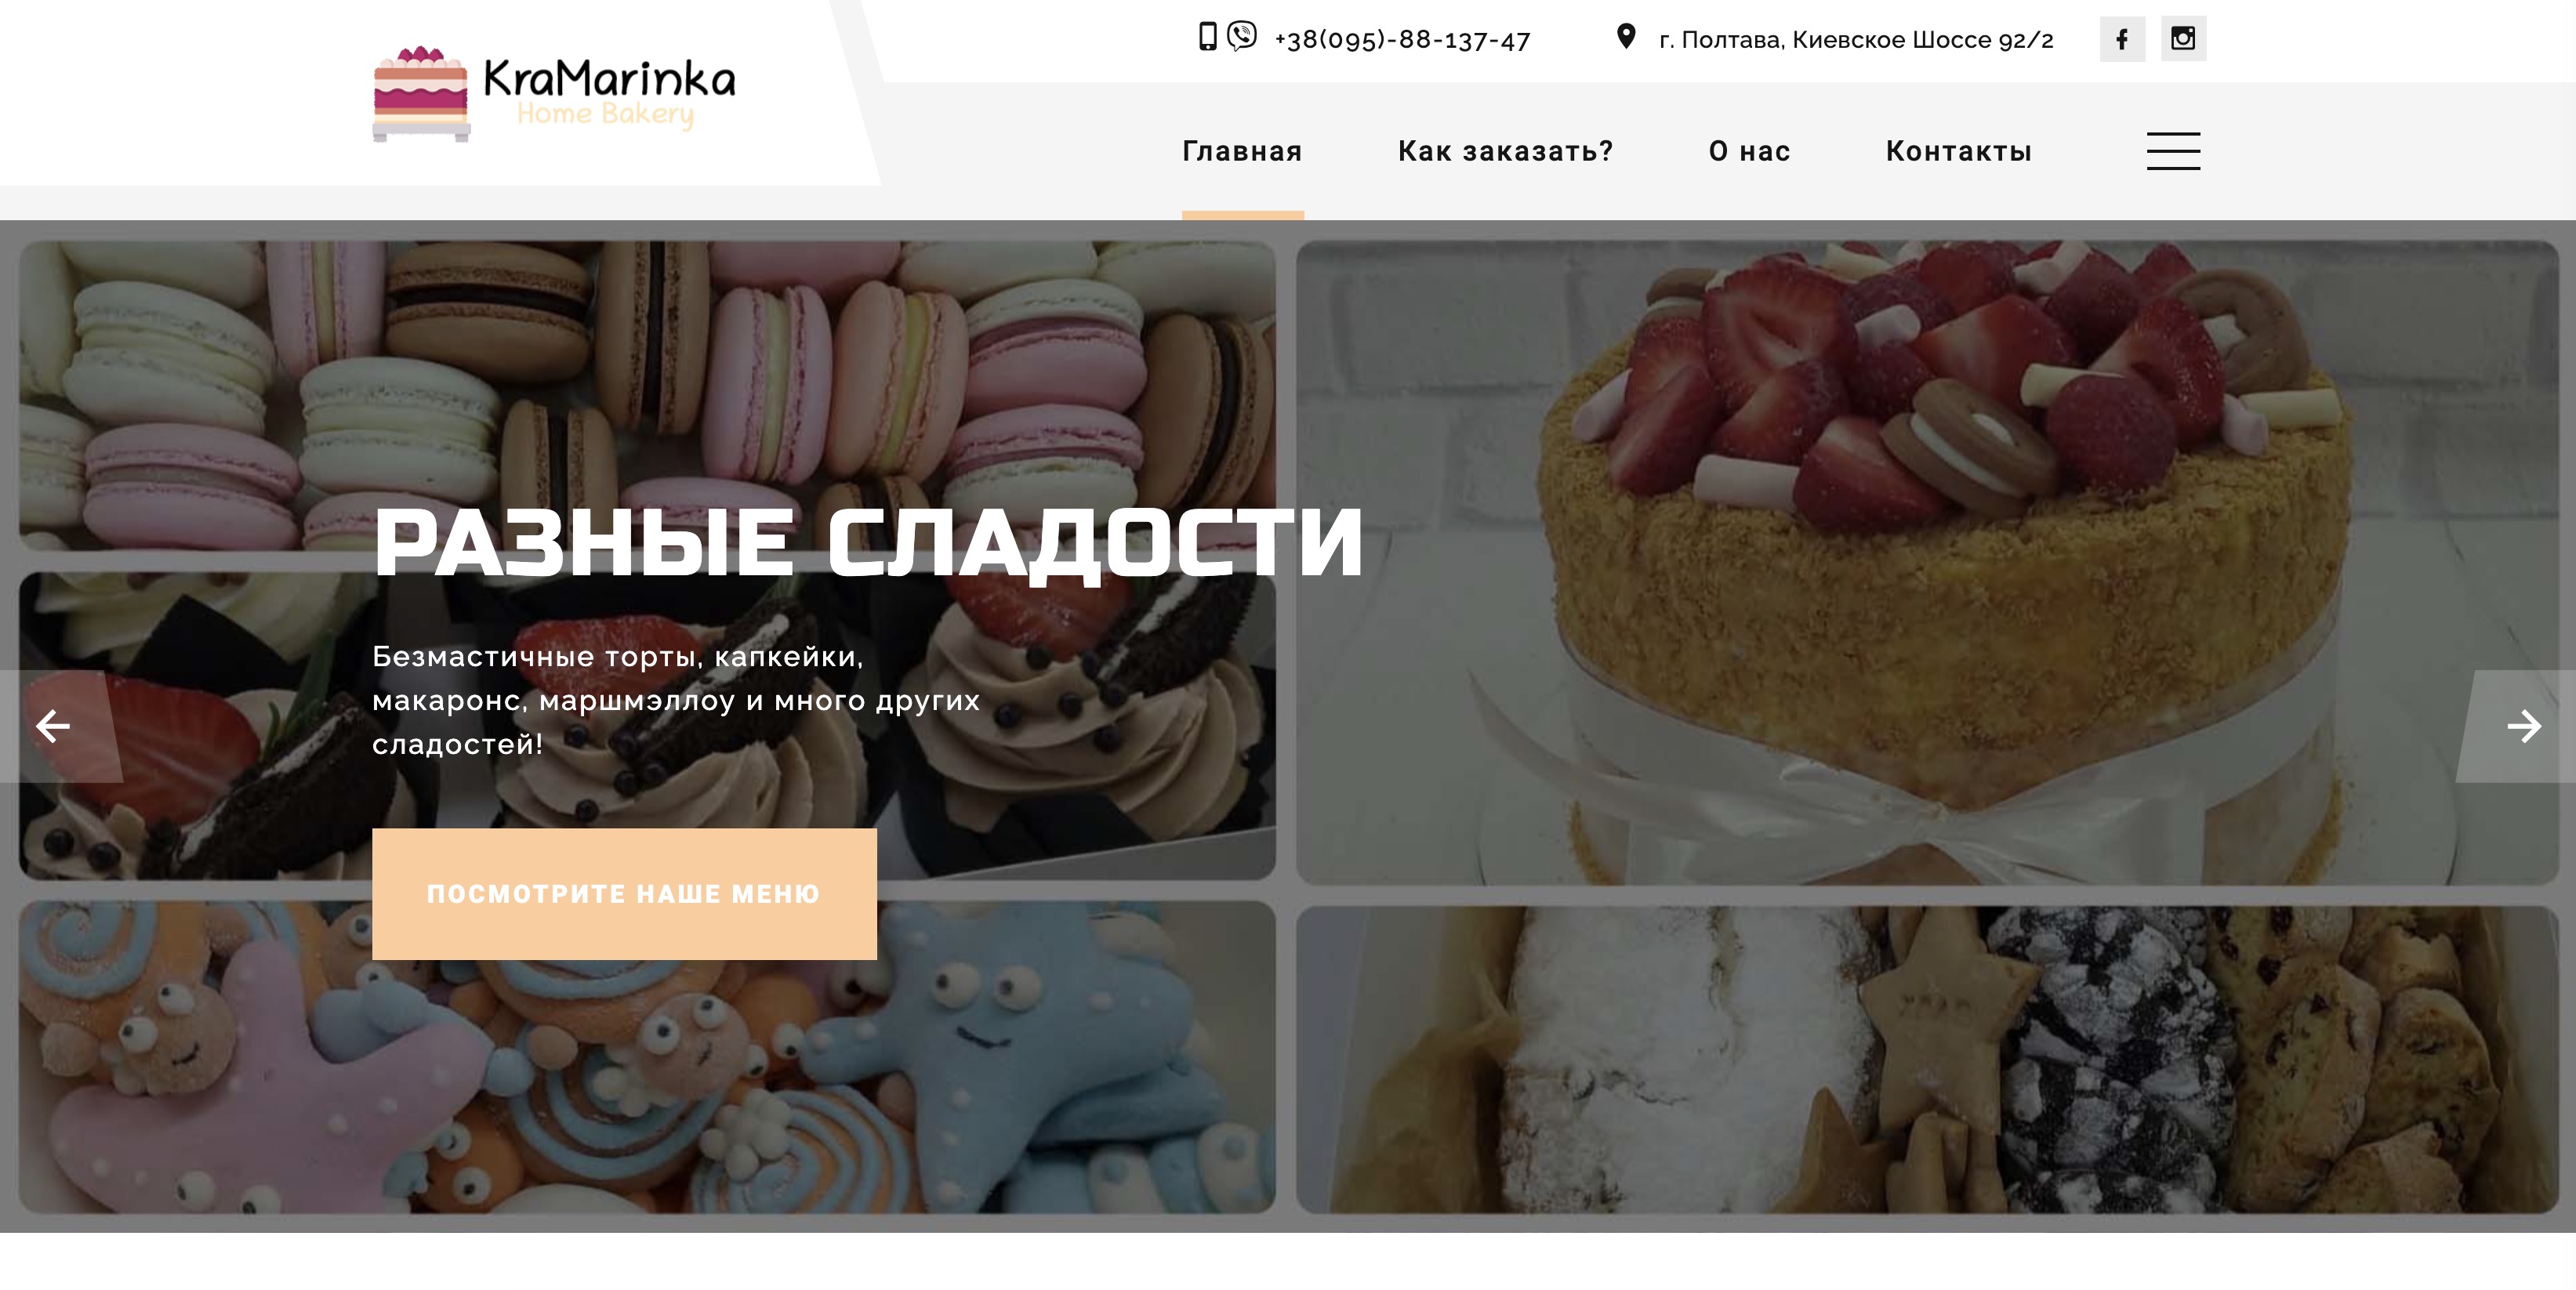 KraMarinka
Home Bakery
+38(095)-88-137-47
г. Полтава, Киевское Шоссе 92/2
Главная
Как заказать?
О нас
Контакты
РАЗНЫЕ СЛАДОСТИ
Безмастичные торты, капкейки,
макаронс, маршмэллоу и много других
сладостей!
ПОСМОТРИТЕ НАШЕ МЕНЮ